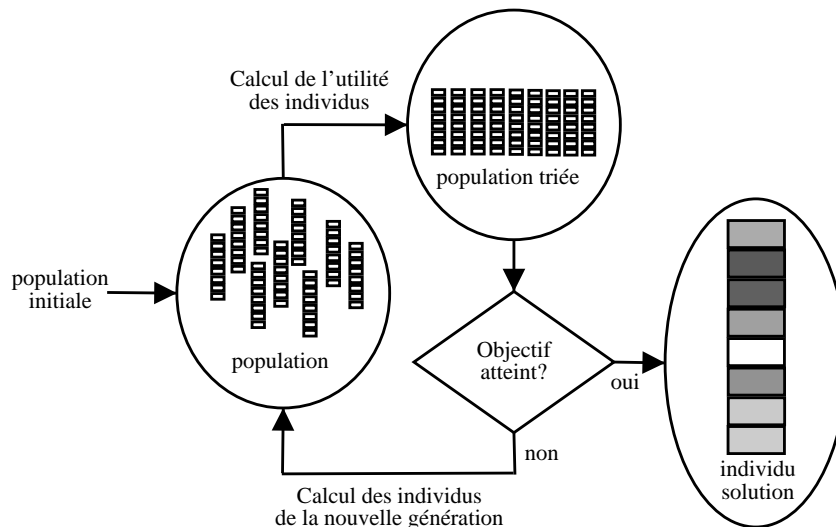 Calcul de l’utilité
des individus
population triée
population
initiale
population
Objectif
atteint?
oui
non
individu
solution
Calcul des individus
de la nouvelle génération